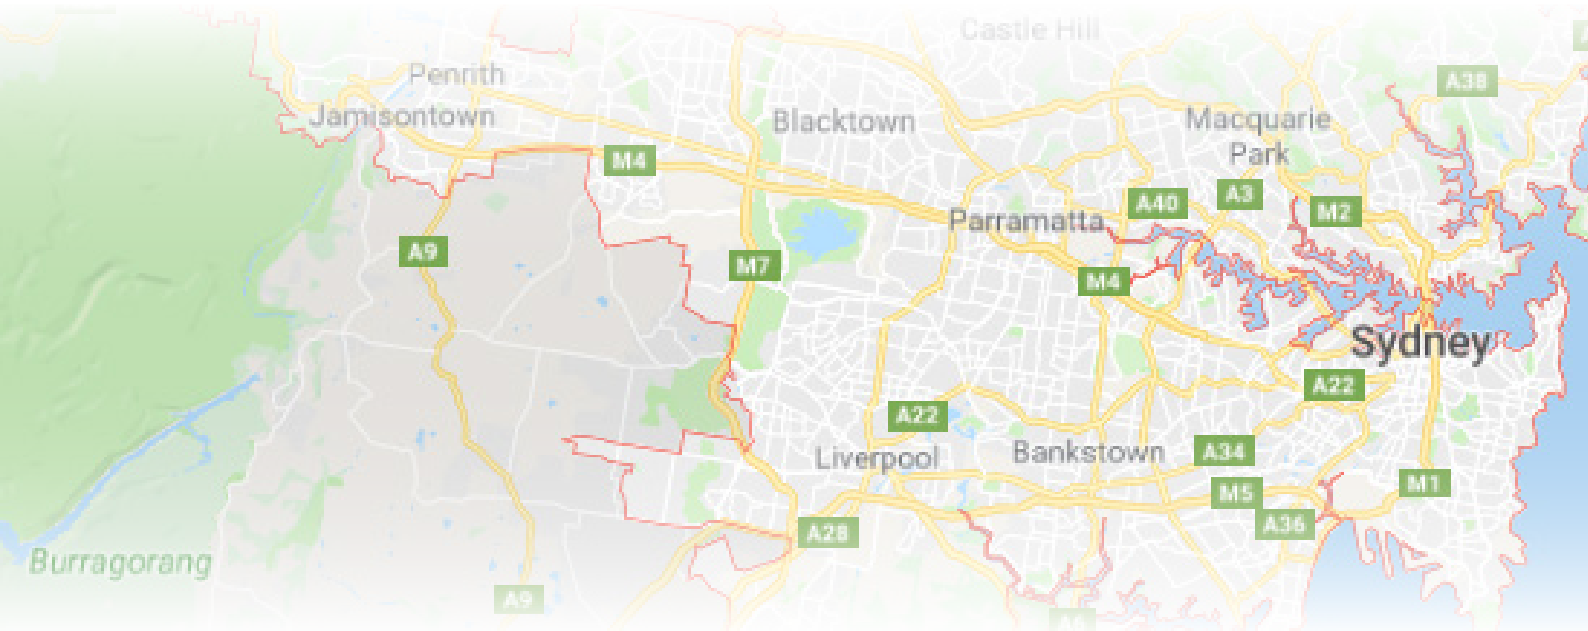 Castle Hill
Penrith
A38
Jamisontown
Blacktown
Macquarie
Park
M4
A40
A3
M2
Parramatta
A9
M7
M4
Sydney
A22
A22
Liverpool
Bankstown
A34
M5
M1
A36
A28
Burragorang
A9